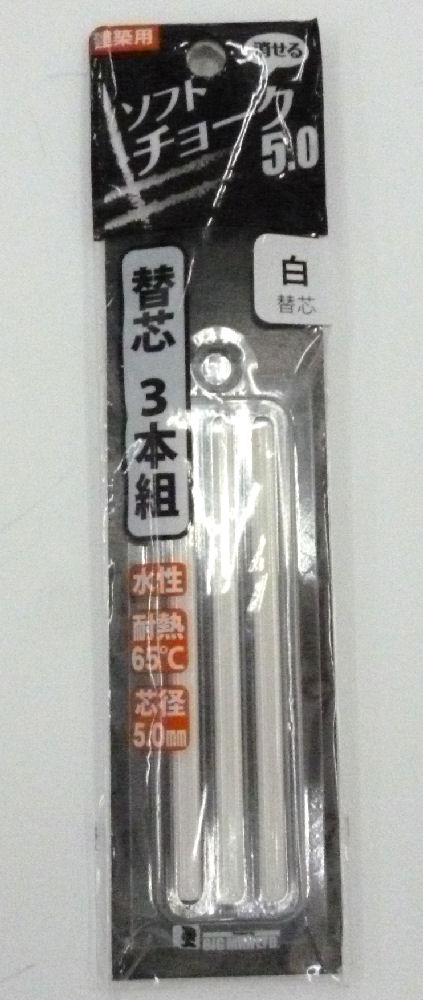 建築用
消せる
ソフト
チョーク
5.0
白
替芯
替芯 3本組
水性
耐熱
65℃
芯径
5.0mm